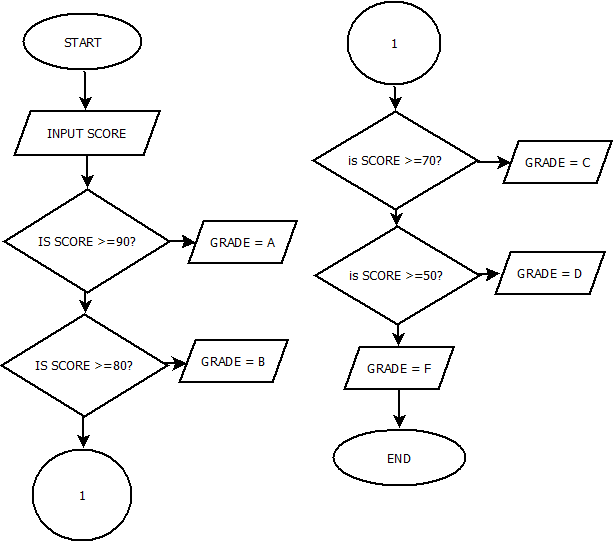 START
INPUT SCORE
IS SCORE >=90?
GRADE = A
IS SCORE >=80?
GRADE = B
1
1
is SCORE >=70?
GRADE = C
is SCORE >=50?
GRADE = D
GRADE = F
END